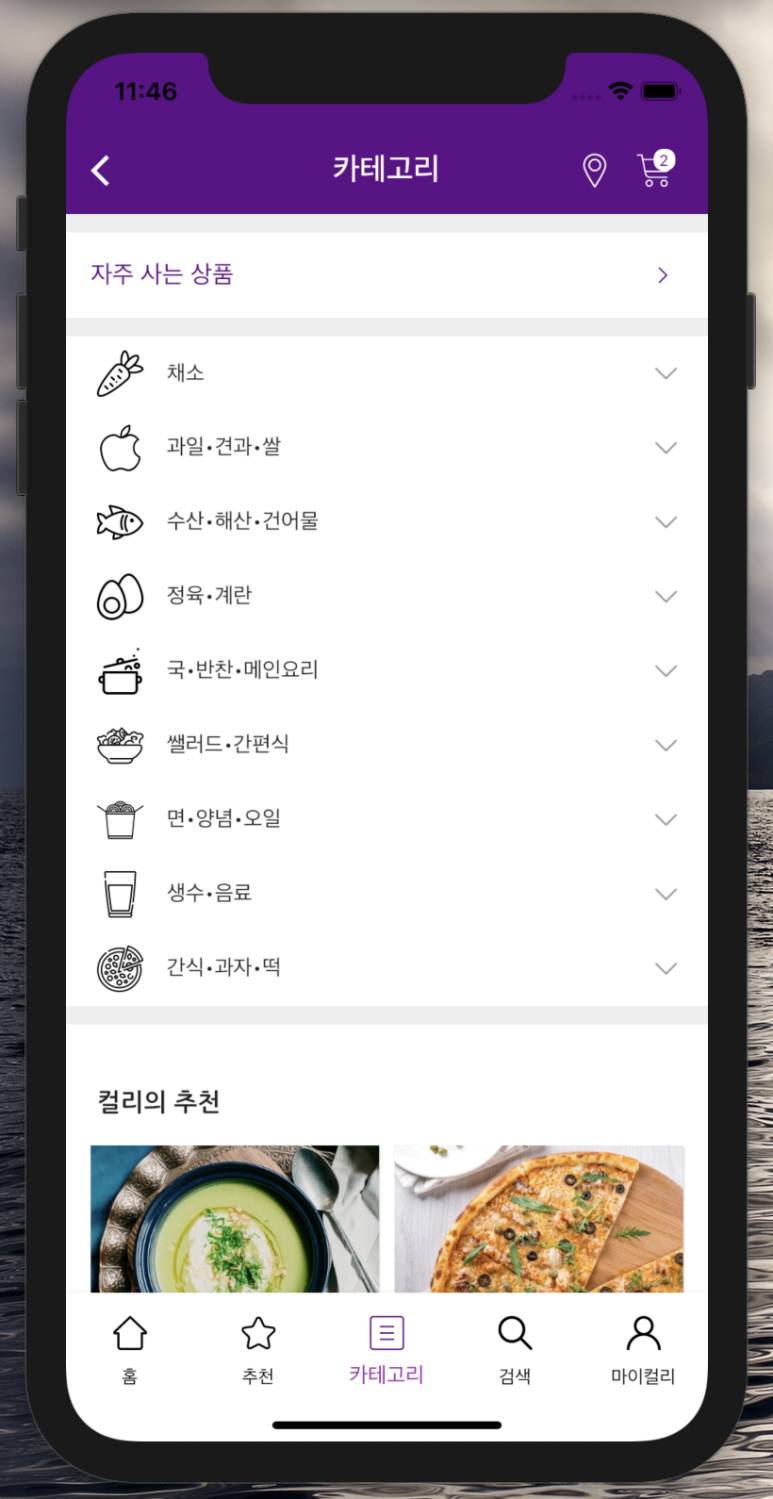 11:46
카테고리
2
자주 사는 상품
채소
과일•견과•쌀
수산•해산•건어물
정육•계란
국•반찬•메인요리
쌜러드•간편식
면•양념•오일
생수•음료
간식•과자•떡
컬리의 추천
홈
추천
카테고리
검색
마이컬리